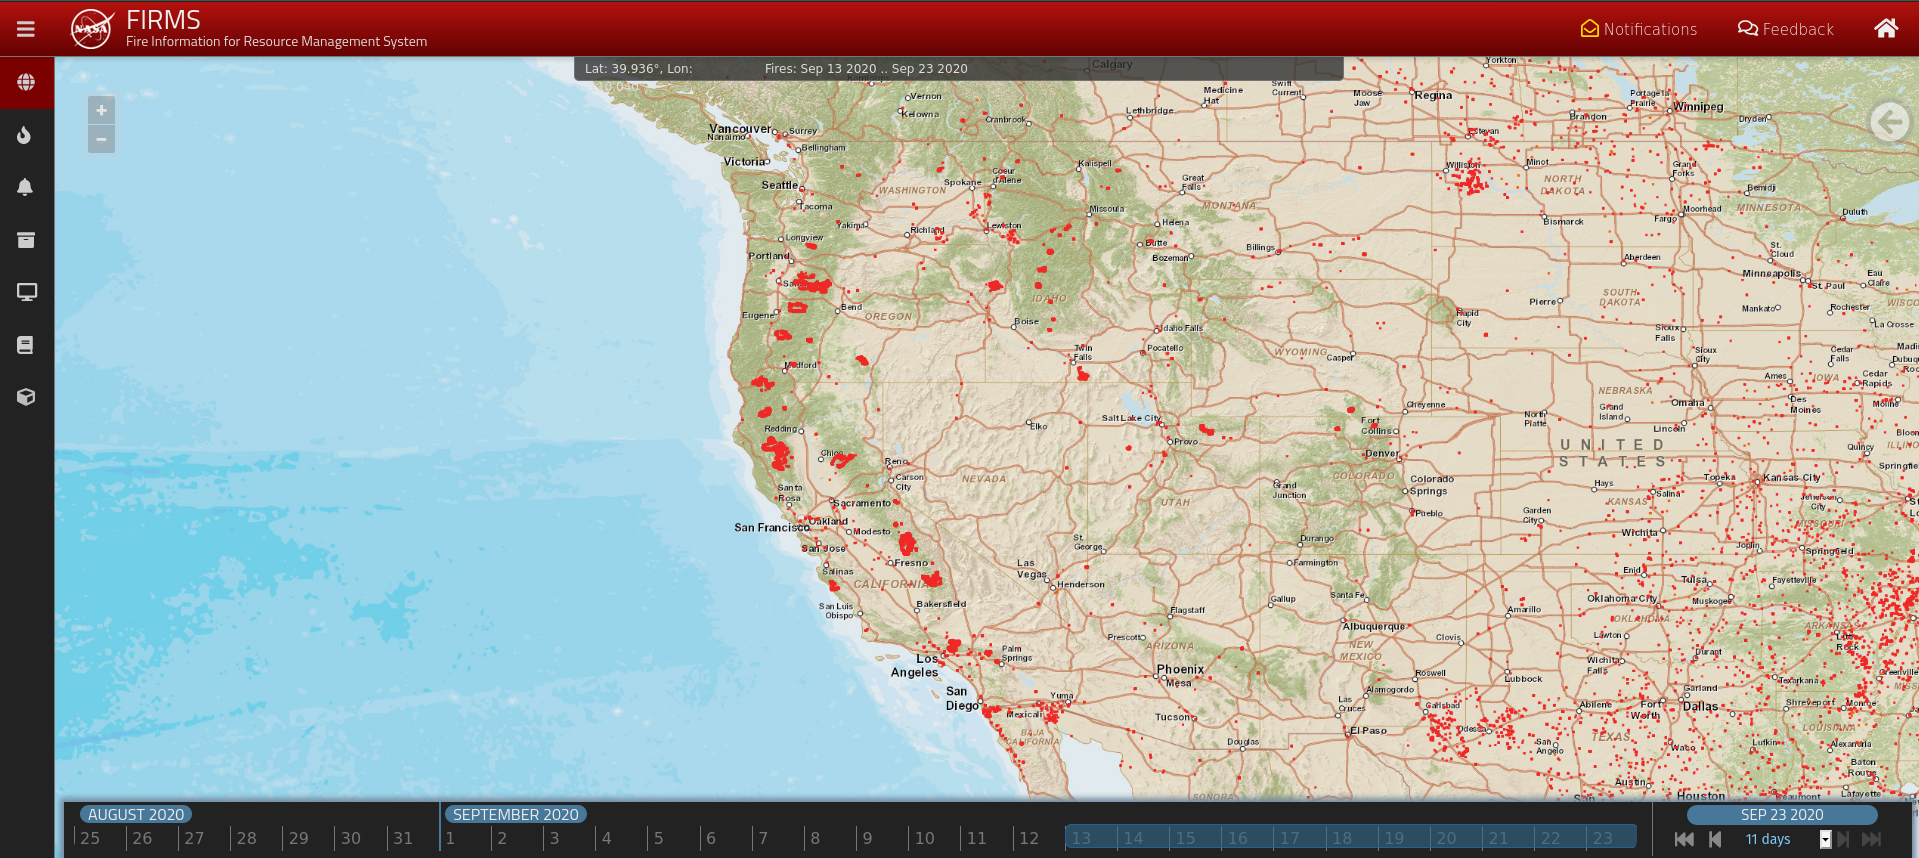 FIRMS
Fire Information for Resource Management System
NASA
Notifications
Feedback
Lat: 39.936°, Lon:
Fires: Sep 13 2020 .. Sep 23 2020
+
−
Calgary
Vernon
Kelowna
Cranbrook
Lethbridge
Medicine
Hat
Swift
Current
Moose
Jaw
Regina
Yorkton
Portage la
Prairie
Winnipeg
Brandon
Dryden
Estevan
Vancouver
Surrey
Nanaimo
Bellingham
Victoria
Seattle
Tacoma
WASHINGTON
Spokane
Coeur
d'Alene
Kalispell
Great
Falls
MONTANA
Missoula
Helena
Butte
Bozeman
Billings
Williston
Minot
NORTH
DAKOTA
Grand
Forks
Bemidji
MINNESOTA
Bismarck
Fargo
Moorhead
Duluth
Yakima
Richland
Lewiston
Longview
Portland
Bend
Eugene
OREGON
IDAHO
Boise
Idaho Falls
Pocatello
Twin
Falls
Medford
WYOMING
Casper
Rapid
City
Pierre
SOUTH
DAKOTA
Aberdeen
St.
Cloud
Minneapolis
St. Paul
Eau
Claire
Mankato
Rochester
La Crosse
Sioux
Falls
Sioux
City
Cedar
Falls
IOWA
Ames
Cedar
Rapids
Des
Moines
Moline
NEBRASKA
Omaha
Grand
Island
Lincoln
North
Platte
Cheyenne
Fort
Collins
Denver
COLORADO
Colorado
Springs
Pueblo
Grand
Junction
Durango
Farmington
Salt Lake City
Provo
Elko
Redding
Chico
Reno
Carson
City
NEVADA
UTAH
St.
George
Santa
Rosa
Sacramento
San Francisco
Oakland
Modesto
San Jose
Salinas
Fresno
CALIFORNIA
San Luis
Obispo
Bakersfield
Las
Vegas
Henderson
Los
Angeles
Palm
Springs
San
Diego
Mexicali
Yuma
BAJA
CALIFORNIA
Flagstaff
Prescott
ARIZONA
Phoenix
Mesa
Tucson
Douglas
SONORA
Gallup
Santa Fe
Albuquerque
NEW
MEXICO
Las
Cruces
Alamogordo
El Paso
Roswell
Clovis
Carlsbad
Odessa
Lubbock
Amarillo
UNITED
STATES
Hays
Salina
Topeka
Kansas City
KANSAS
Garden
City
Wichita
Quincy
Jefferson
City
MISSOURI
Joplin
Springfield
Enid
Tulsa
Fayetteville
Muskogee
Oklahoma City
OKLAHOMA
Lawton
Durant
Wichita
Falls
Texarkana
Garland
Dallas
Fort
Worth
Abilene
San
Angelo
TEXAS
Waco
Austin
Houston
Lufkin
Shreveport
Monroe
LOUISIANA
Alexandria
Baton
Rouge
Lafayette
Beaumont
Greenville
AUGUST 2020
SEPTEMBER 2020
25 26 27 28 29 30 31 1 2 3 4 5 6 7 8 9 10 11 12 13 14 15 16 17 18 19 20 21 22 23
SEP 23 2020
11 days